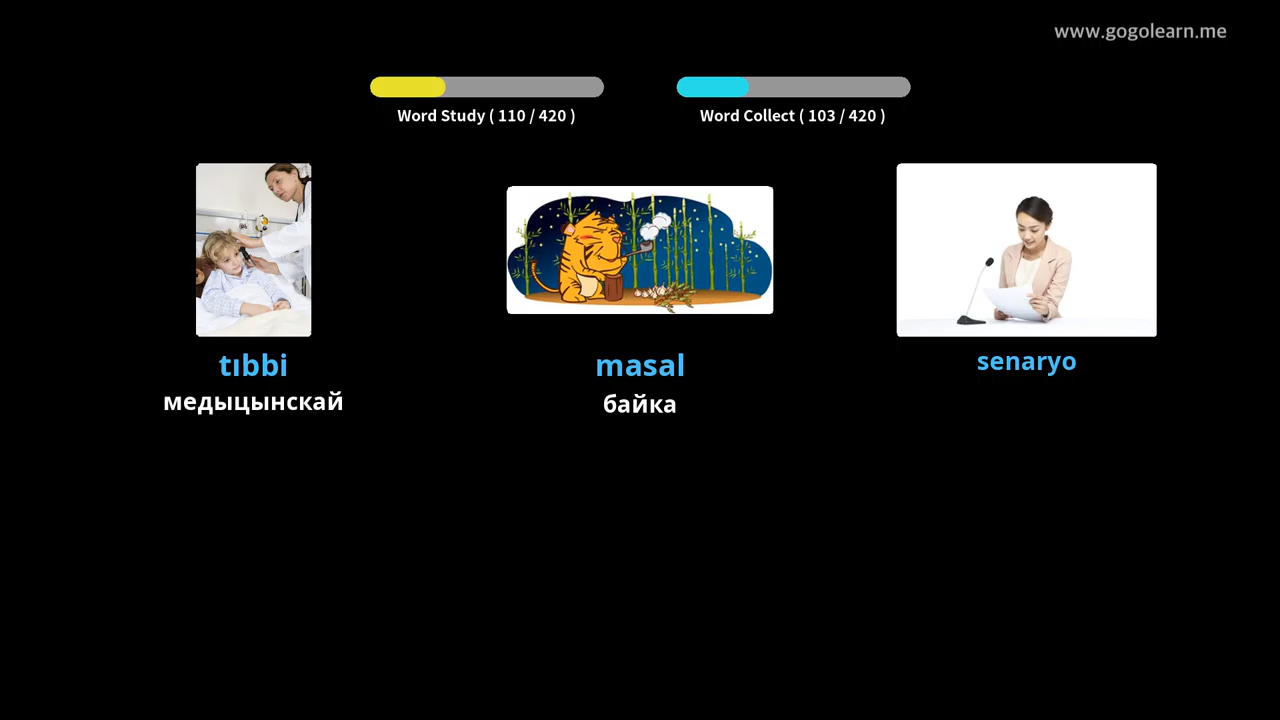 www.gogolearn.me
Word Study ( 110 / 420 )
Word Collect ( 103 / 420 )
tıbbi
медыцынскай
masal
байка
senaryo